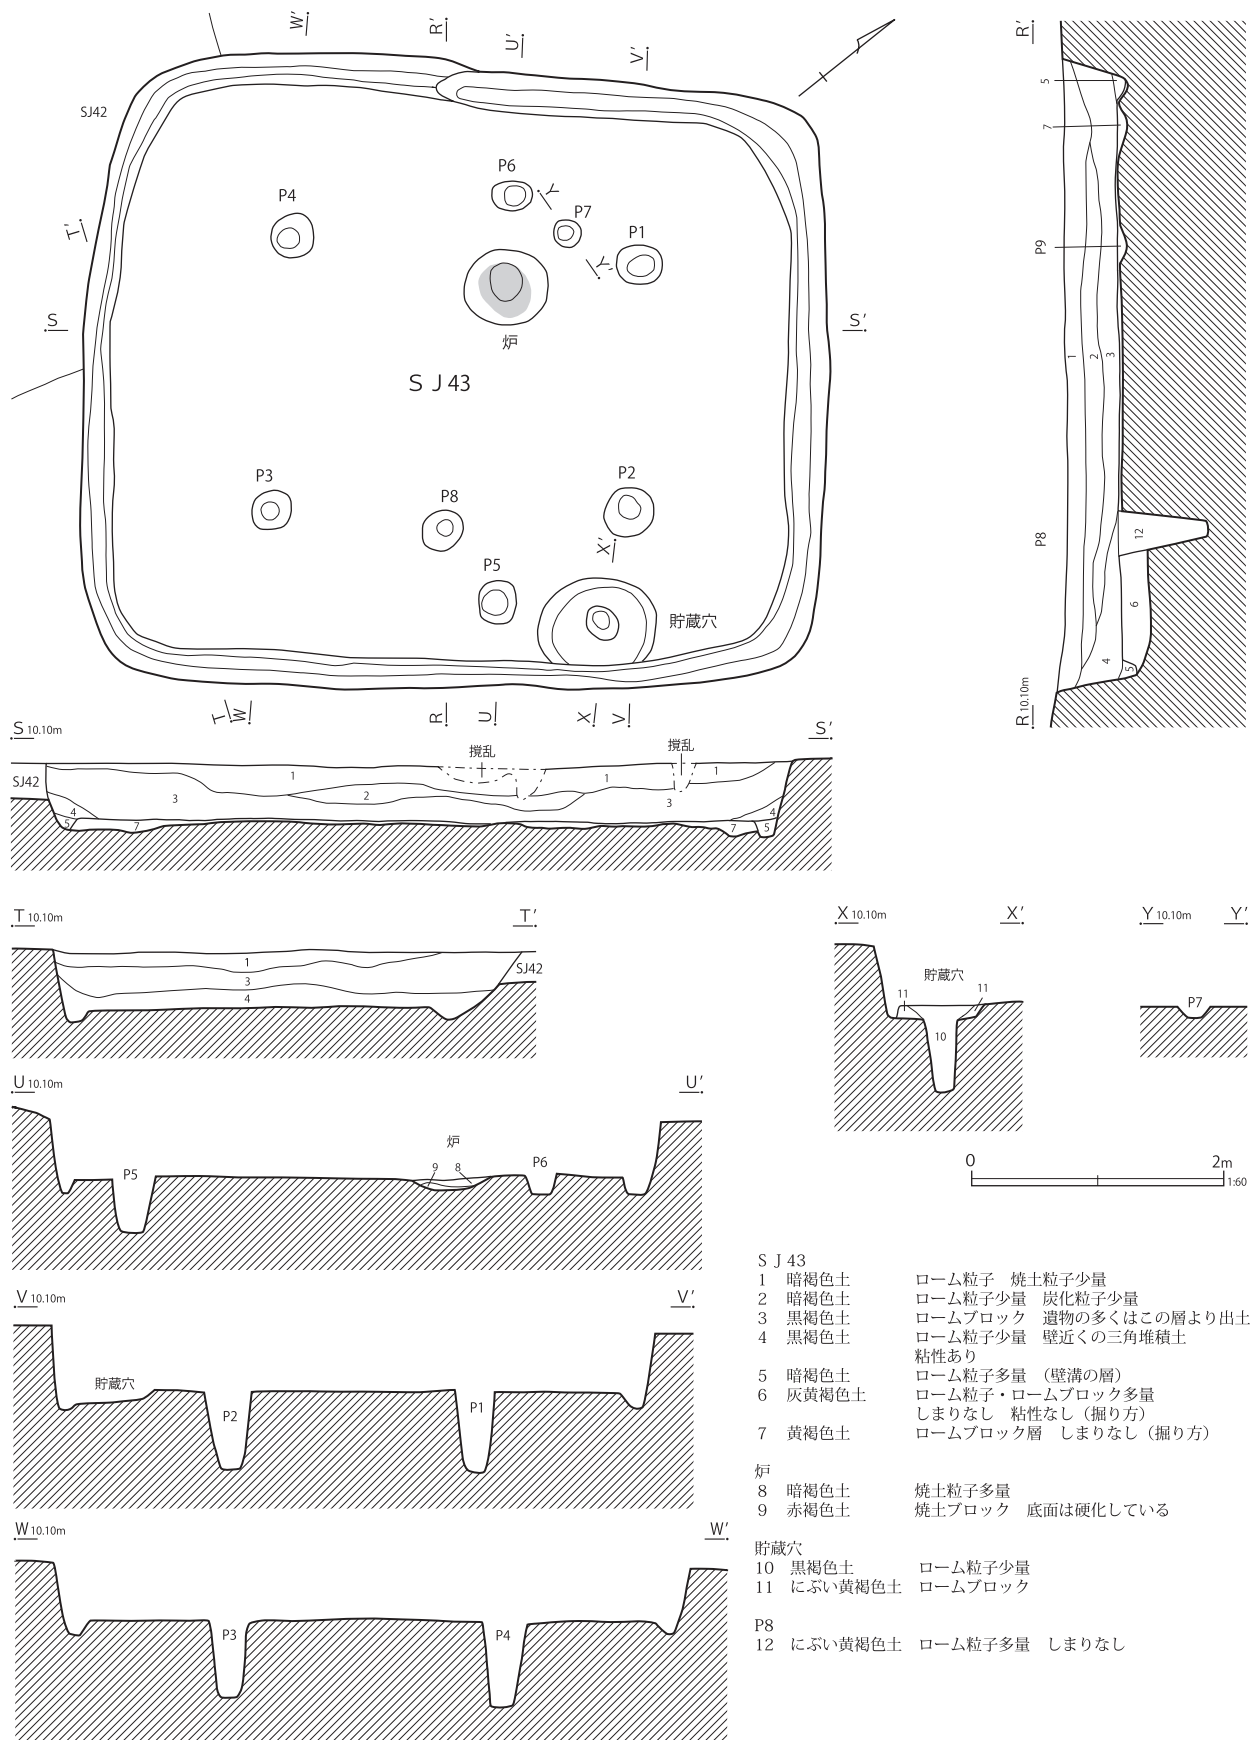 W′
R′
U′
V′
SJ42
P6
Y
P4
P7
P1
T′
Y′
S
S′
炉
ＳＪ43
P3
P8
P2
X′
P5
貯蔵穴
T
W
R
U
X
V
R′
5
7
P9
1
2
3
P8
12
6
4
5
R 10.10m
S 10.10m
S′
撹乱
撹乱
SJ42
1
1
1
3
2
3
4
4
5
7
7
5
T 10.10m
T′
1
SJ42
3
4
X 10.10m
X′
貯蔵穴
11
11
10
Y 10.10m
Y′
P7
U 10.10m
U′
炉
P5
9
8
P6
0
2m
1:60
V 10.10m
V′
貯蔵穴
P2
P1
W 10.10m
W′
P3
P4
ＳＪ43
1　暗褐色土　ローム粒子　焼土粒子少量
2　暗褐色土　ローム粒子少量　炭化粒子少量
3　黒褐色土　ロームブロック　遺物の多くはこの層より出土
4　黒褐色土　ローム粒子少量　壁近くの三角堆積土
粘性あり
5　暗褐色土　ローム粒子多量　（壁溝の層）
6　灰黄褐色土　ローム粒子・ロームブロック多量
しまりなし　粘性なし（掘り方）
7　黄褐色土　ロームブロック層　しまりなし（掘り方）
炉
8　暗褐色土　焼土粒子多量
9　赤褐色土　焼土ブロック　底面は硬化している
貯蔵穴
10　黒褐色土　ローム粒子少量
11　にぶい黄褐色土　ロームブロック
P8
12　にぶい黄褐色土　ローム粒子多量　しまりなし